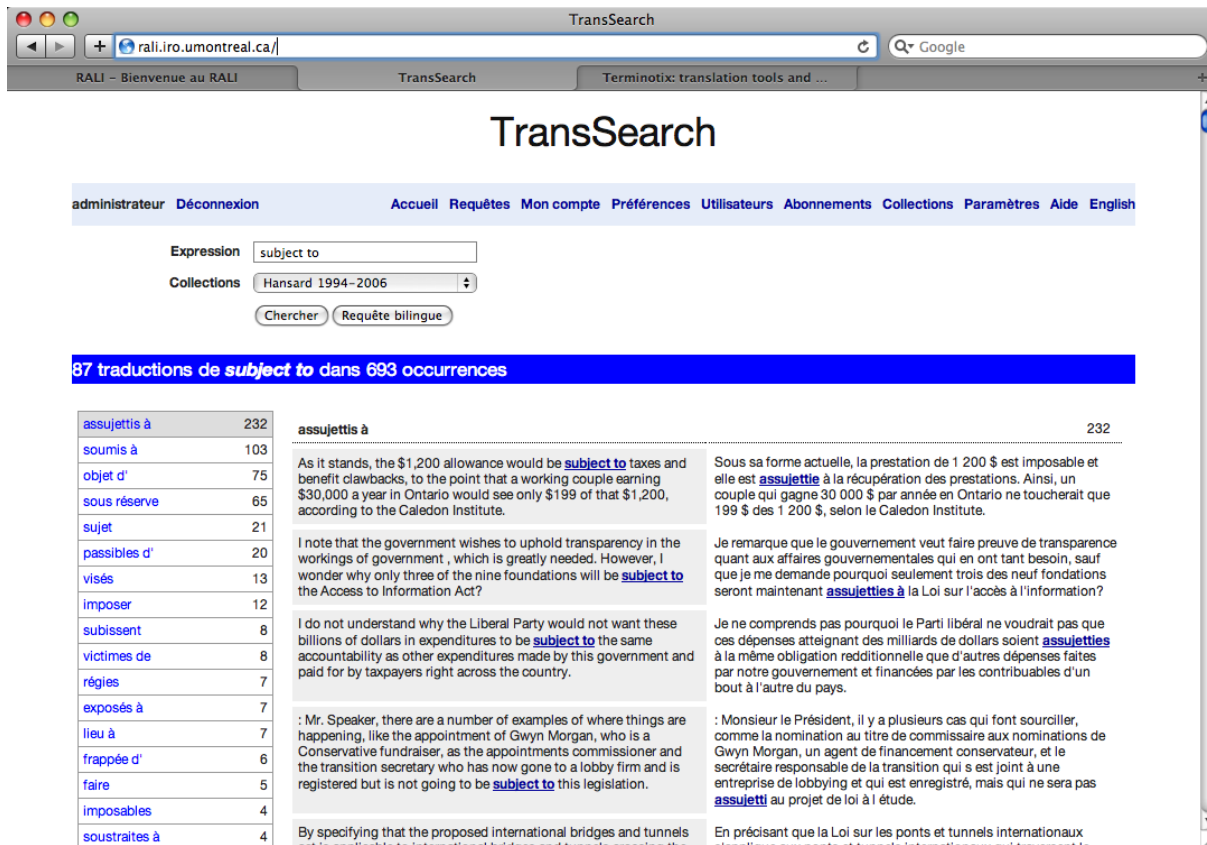 TransSearch
rali.iro.umontreal.ca/
Google
RALI – Bienvenue au RALI
TransSearch
Terminotix: translation tools and ...
TransSearch
administrateur Déconnexion Accueil Requêtes Mon compte Préférences Utilisateurs Abonnements Collections Paramètres Aide English
Expression subject to
Collections Hansard 1994–2006
Chercher Requête bilingue
87 traductions de subject to dans 693 occurrences
assujettis à 232
soumis à 103
objet d' 75
sous réserve 65
sujet 21
passibles d' 20
visés 13
imposer 12
subissent 8
victimes de 8
régies 7
exposés à 7
lieu à 7
frappée d' 6
faire 5
imposables 4
soustraites à 4
assujettis à 232
As it stands, the $1,200 allowance would be subject to taxes and
benefit clawbacks, to the point that a working couple earning
$30,000 a year in Ontario would see only $199 of that $1,200,
according to the Caledon Institute.
Sous sa forme actuelle, la prestation de 1 200 $ est imposable et
elle est assujettie à la récupération des prestations. Ainsi, un
couple qui gagne 30 000 $ par année en Ontario ne toucherait que
199 $ des 1 200 $, selon le Caledon Institute.
I note that the government wishes to uphold transparency in the
workings of government , which is greatly needed. However, I
wonder why only three of the nine foundations will be subject to
the Access to Information Act?
Je remarque que le gouvernement veut faire preuve de transparence
quant aux affaires gouvernementales qui en ont tant besoin, sauf
que je me demande pourquoi seulement trois des neuf fondations
seront maintenant assujetties à la Loi sur l'accès à l'information?
I do not understand why the Liberal Party would not want these
billions of dollars in expenditures to be subject to the same
accountability as other expenditures made by this government and
paid for by taxpayers right across the country.
Je ne comprends pas pourquoi le Parti libéral ne voudrait pas que
ces dépenses atteignant des milliards de dollars soient assujetties
à la même obligation redditionnelle que d'autres dépenses faites
par notre gouvernement et financées par les contribuables d'un
bout à l'autre du pays.
: Mr. Speaker, there are a number of examples of where things are
happening, like the appointment of Gwyn Morgan, who is a
Conservative fundraiser, as the appointments commissioner and
the transition secretary who has now gone to a lobby firm and is
registered but is not going to be subject to this legislation.
: Monsieur le Président, il y a plusieurs cas qui font sourciller,
comme la nomination au titre de commissaire aux nominations de
Gwyn Morgan, un agent de financement conservateur, et le
secrétaire responsable de la transition qui s est joint à une
entreprise de lobbying et qui est enregistré, mais qui ne sera pas
assujetti au projet de loi à l étude.
By specifying that the proposed international bridges and tunnels
En précisant que la Loi sur les ponts et tunnels internationaux